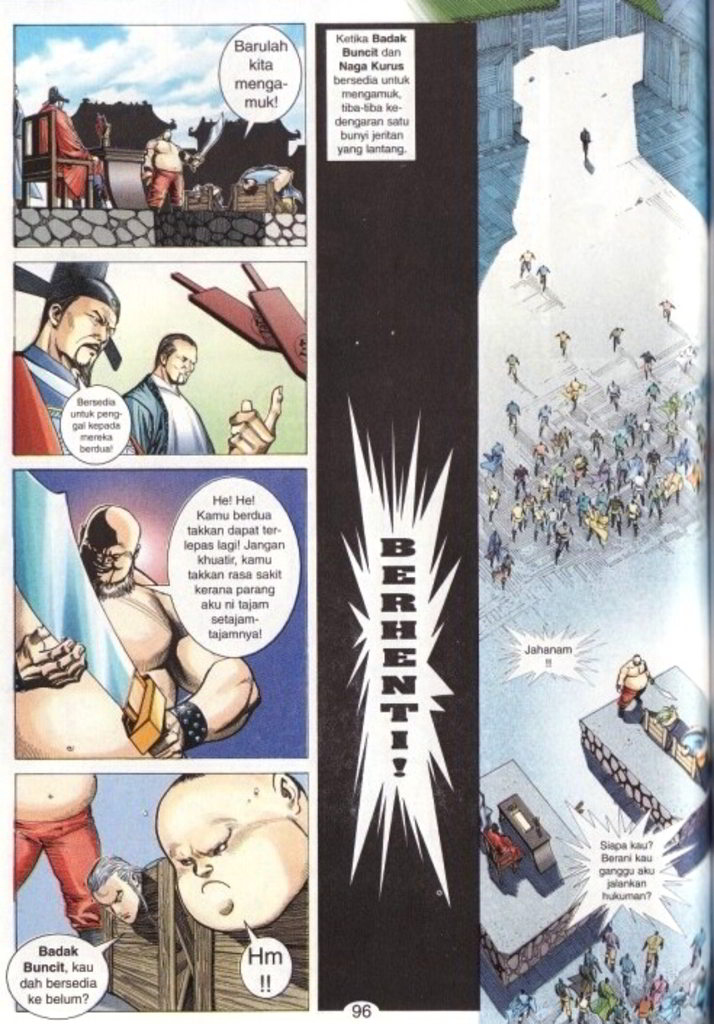 Barulah
kita
menga-
muk!
Bersedia
untuk peng-
gal kepada
mereka
berdua!
He! He!
Kamu berdua
takkan dapat ter-
lepas lagi! Jangan
khuatir, kamu
takkan rasa sakit
kerana parang
aku ni tajam
setajam-
tajamnya!
Badak
Buncit, kau
dah bersedia
ke belum?
Hm
!!
Ketika Badak
Buncit dan
Naga Kurus
bersedia untuk
mengamuk,
tiba-tiba ke-
dengaran satu
bunyi jeritan
yang lantang.
BERHENTI!
Jahanam
!!
Siapa kau?
Berani kau
ganggu aku
jalankan
hukuman?
96